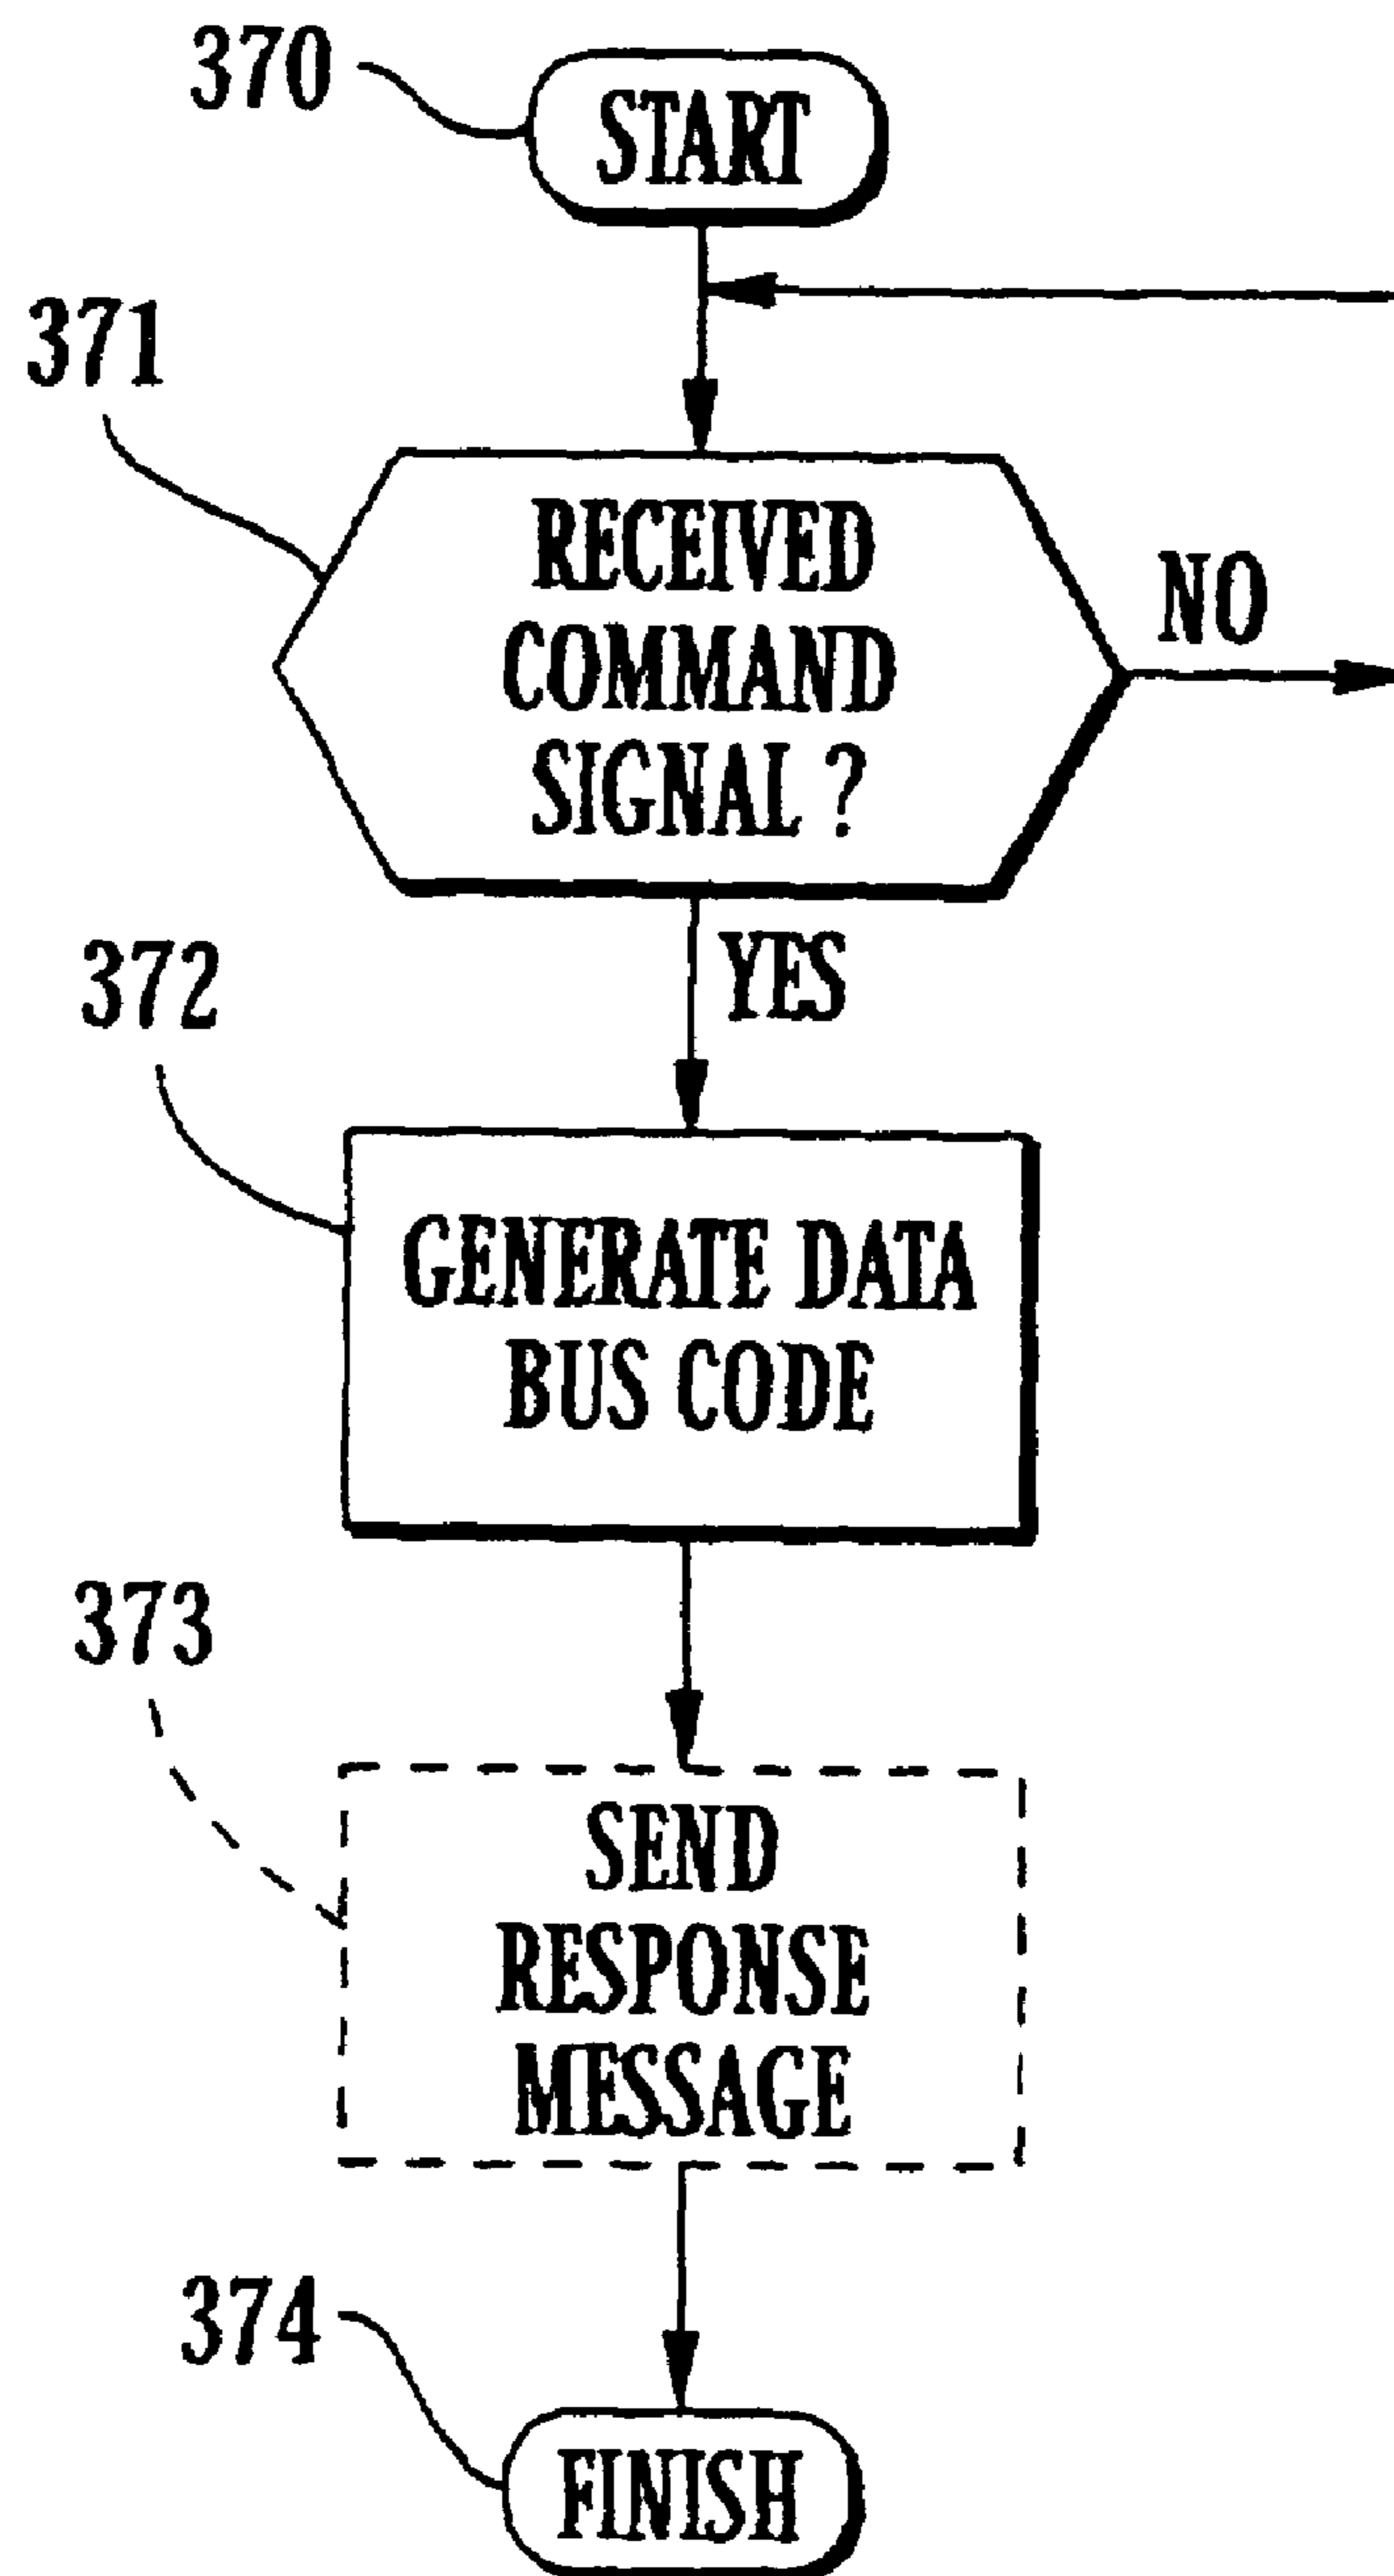 370
START
371
RECEIVED
COMMAND
SIGNAL ?
NO
YES
372
GENERATE DATA
BUS CODE
373
SEND
RESPONSE
MESSAGE
374
FINISH